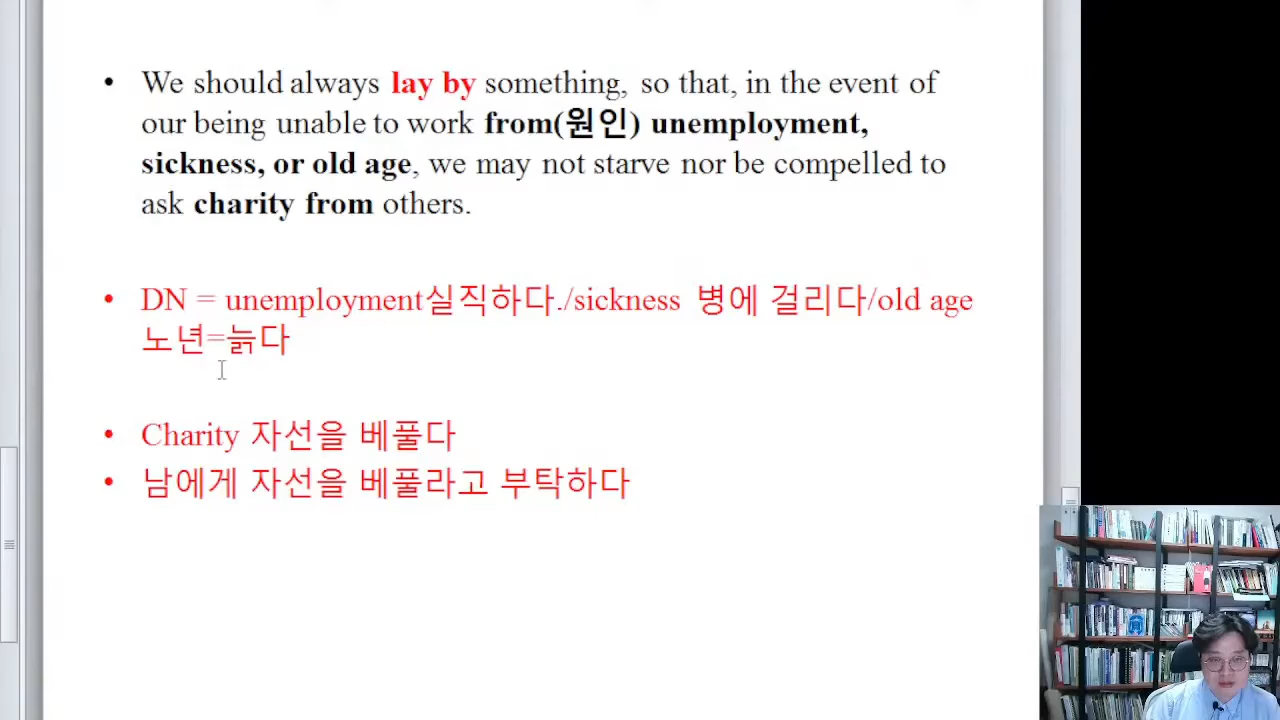 • We should always lay by something, so that, in the event of
our being unable to work from(원인) unemployment,
sickness, or old age, we may not starve nor be compelled to
ask charity from others.
• DN = unemployment실직하다./sickness 병에 걸리다/old age
노년=늙다
• Charity 자선을 베풀다
• 남에게 자선을 베풀라고 부탁하다